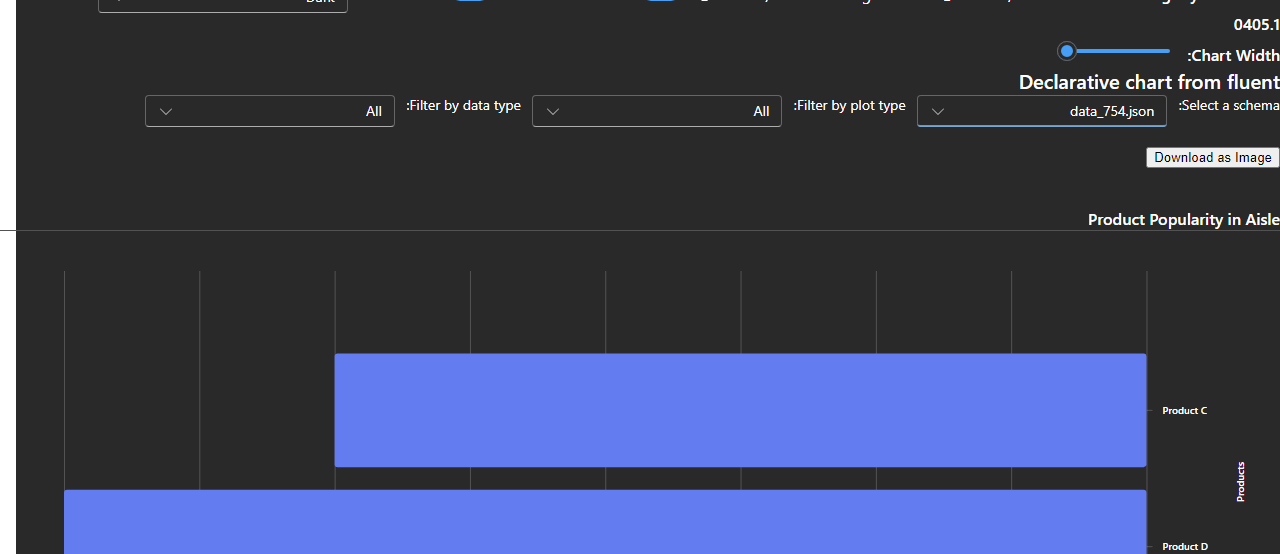 0405.1
:Chart Width
Declarative chart from fluent
:Select a schema
data_754.json
:Filter by plot type
All
:Filter by data type
All
Download as Image
Product Popularity in Aisle
Product C
Products
Product D